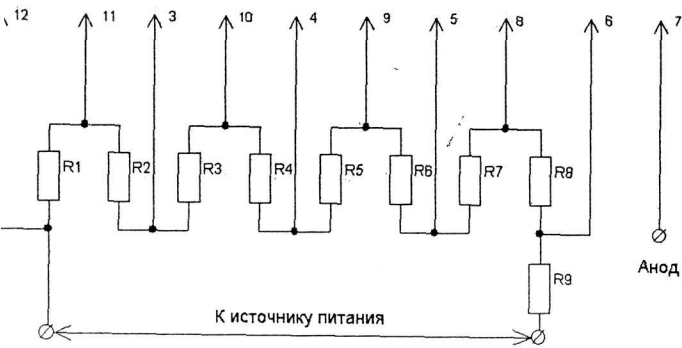 12 11 3 10 4 9 5 8 6 7
R1 R2 R3 R4 R5 R6 R7 R8
Анод
R9
К источнику питания